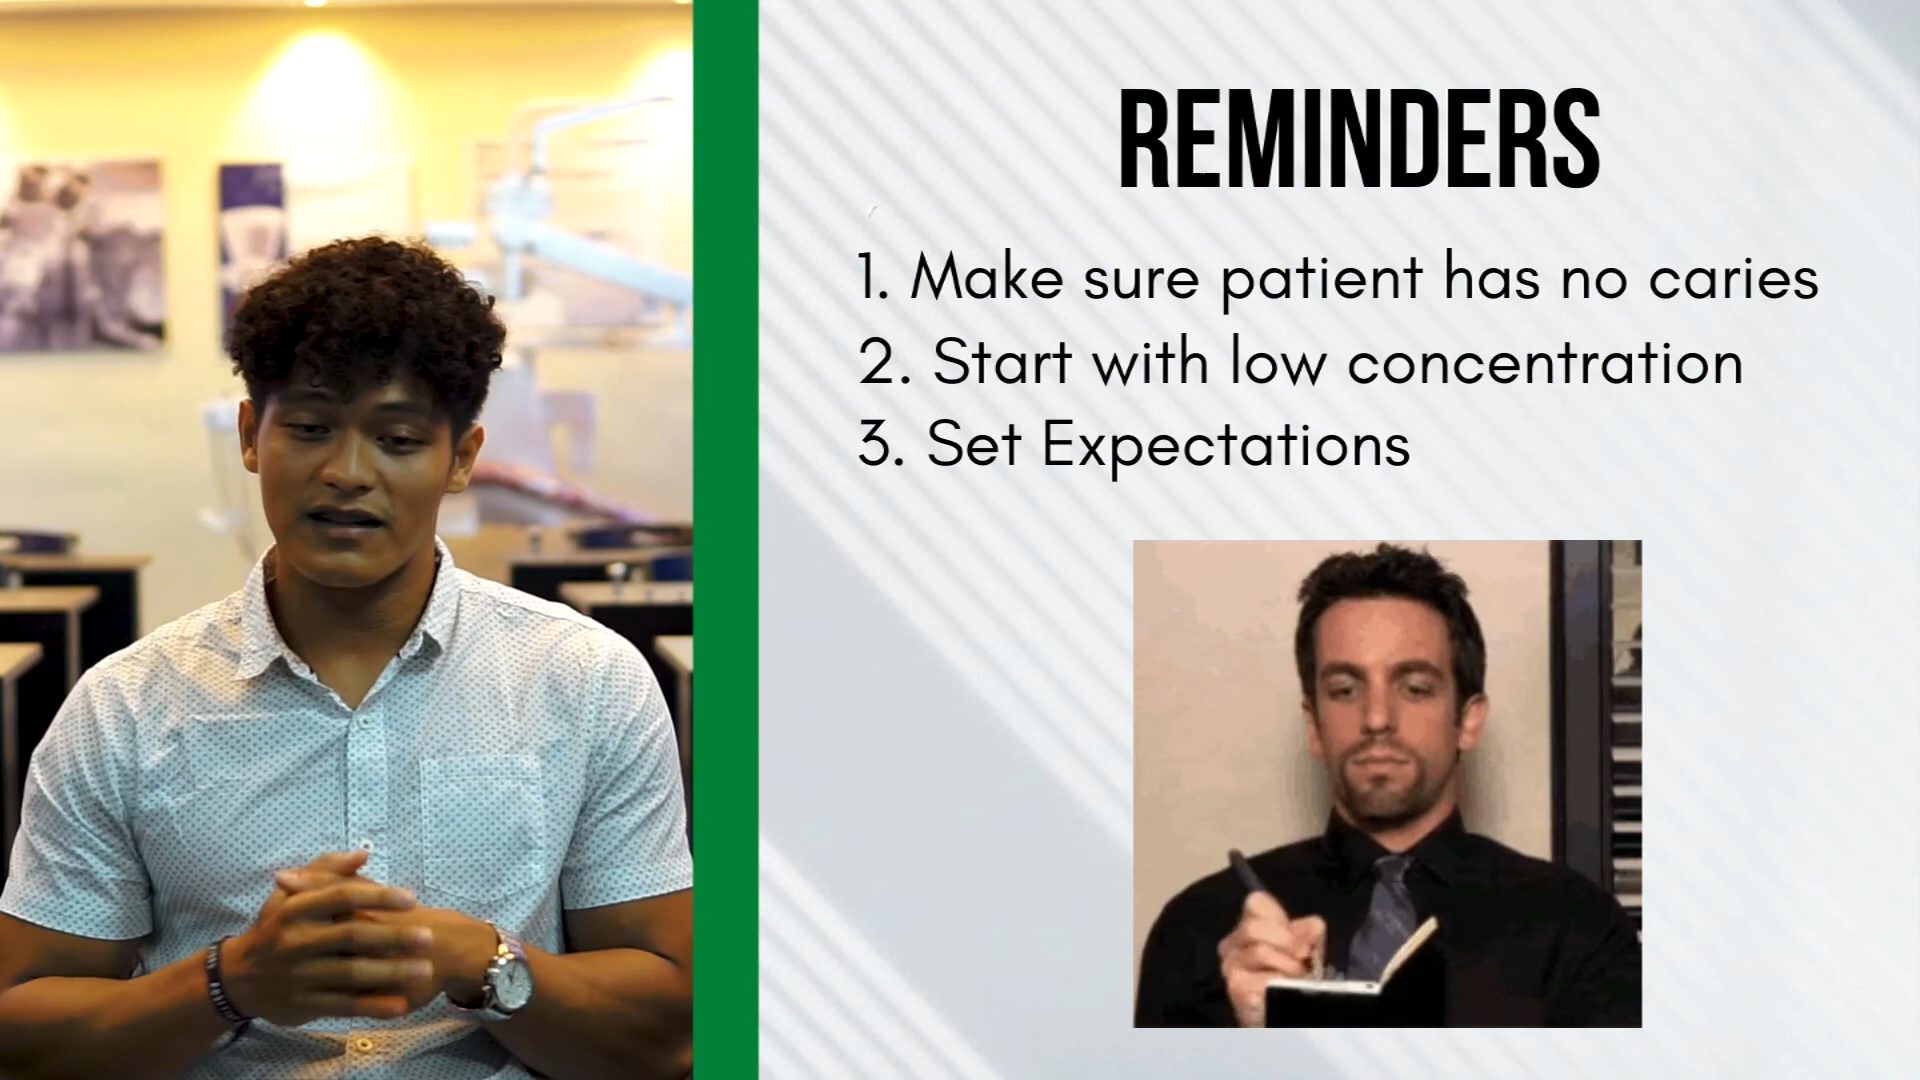 REMINDERS
1. Make sure patient has no caries
2. Start with low concentration
3. Set Expectations